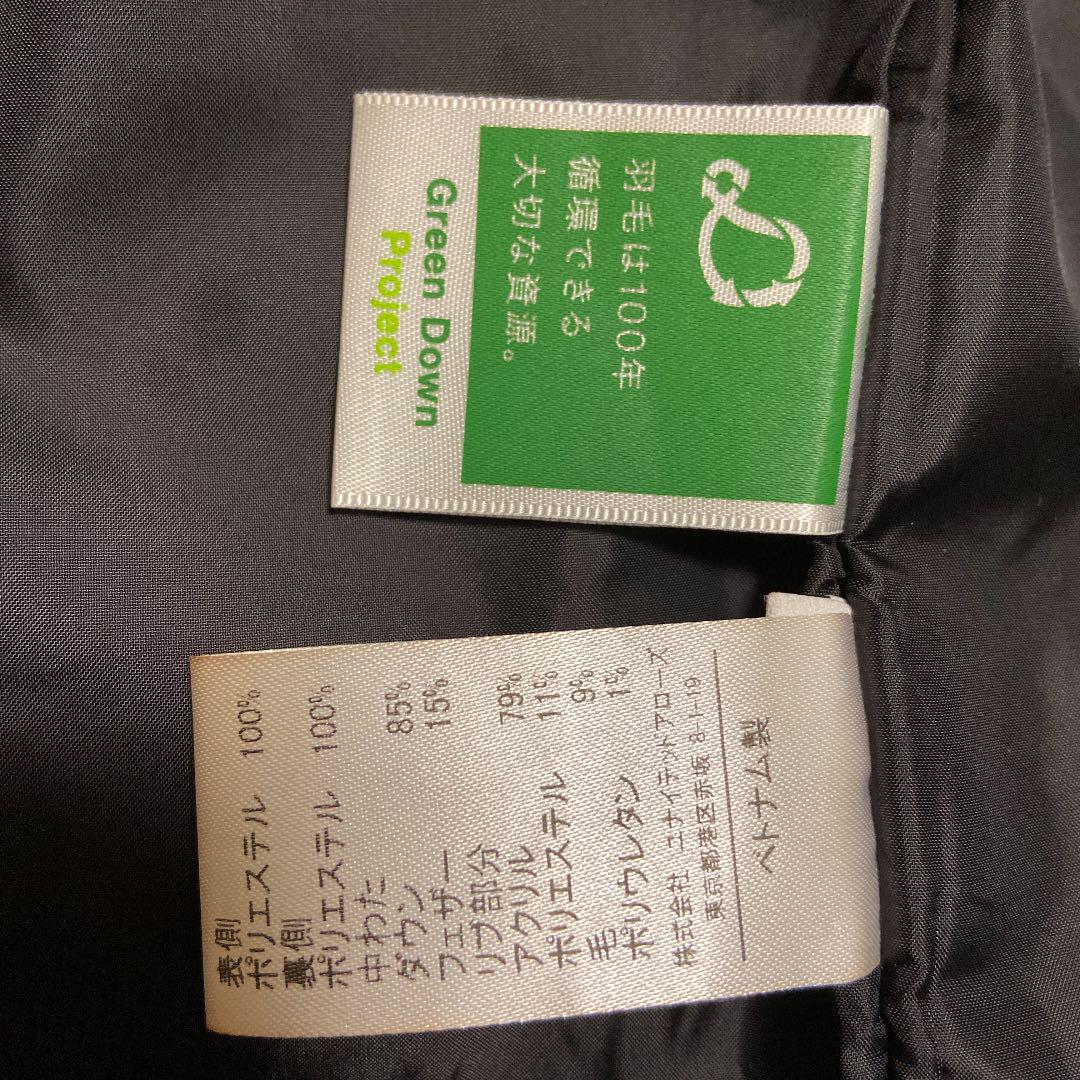 羽毛は100年
循環できる
大切な資源。
Green Down
Project
表側
ポリエステル 100%
裏側
ポリエステル 100%
中わた
ダウン 85%
フェザー 15%
リブ部分
アクリル 79%
ポリエステル 11%
毛 9%
ポリウレタン 1%
株式会社 ユナイテッドアローズ
東京都港区赤坂 8-1-19
ベトナム製